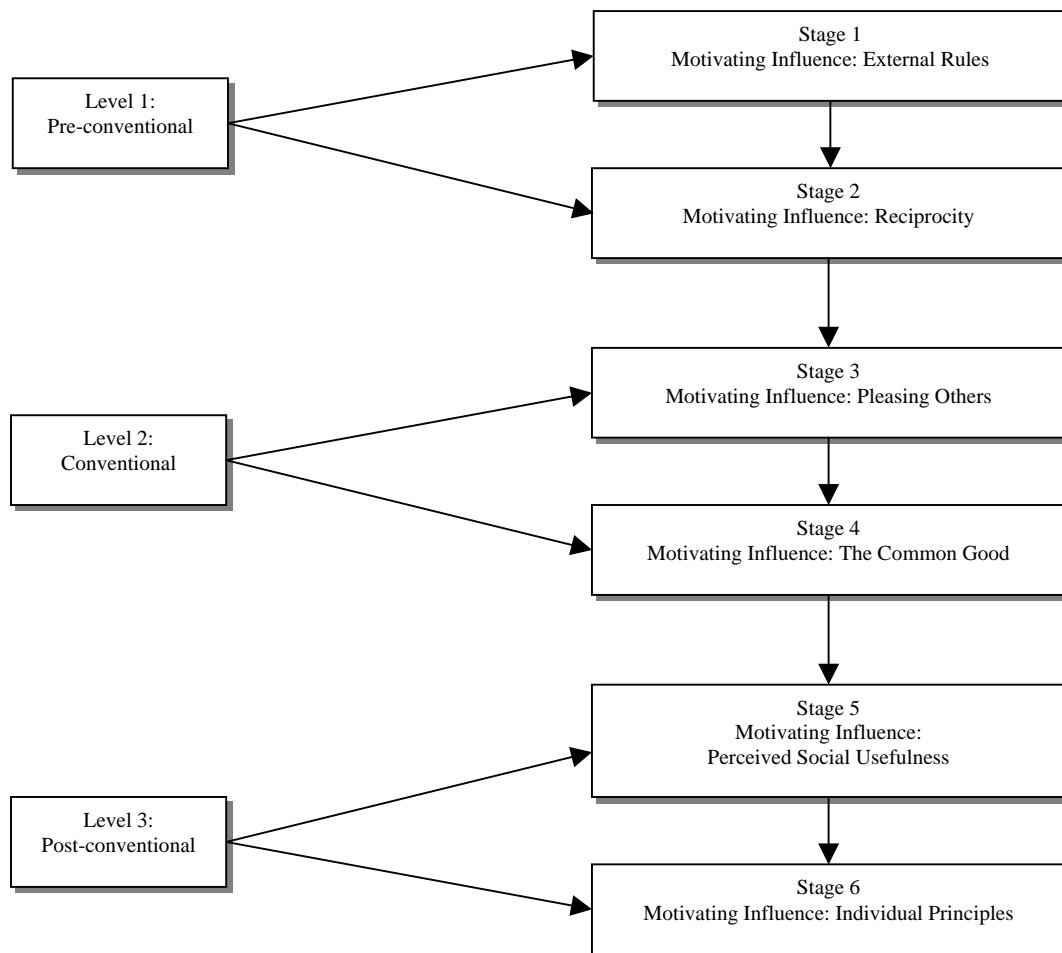 Stage 1
Motivating Influence: External Rules
Level 1:
Pre-conventional
Stage 2
Motivating Influence: Reciprocity
Stage 3
Motivating Influence: Pleasing Others
Level 2:
Conventional
Stage 4
Motivating Influence: The Common Good
Stage 5
Motivating Influence:
Perceived Social Usefulness
Level 3:
Post-conventional
Stage 6
Motivating Influence: Individual Principles